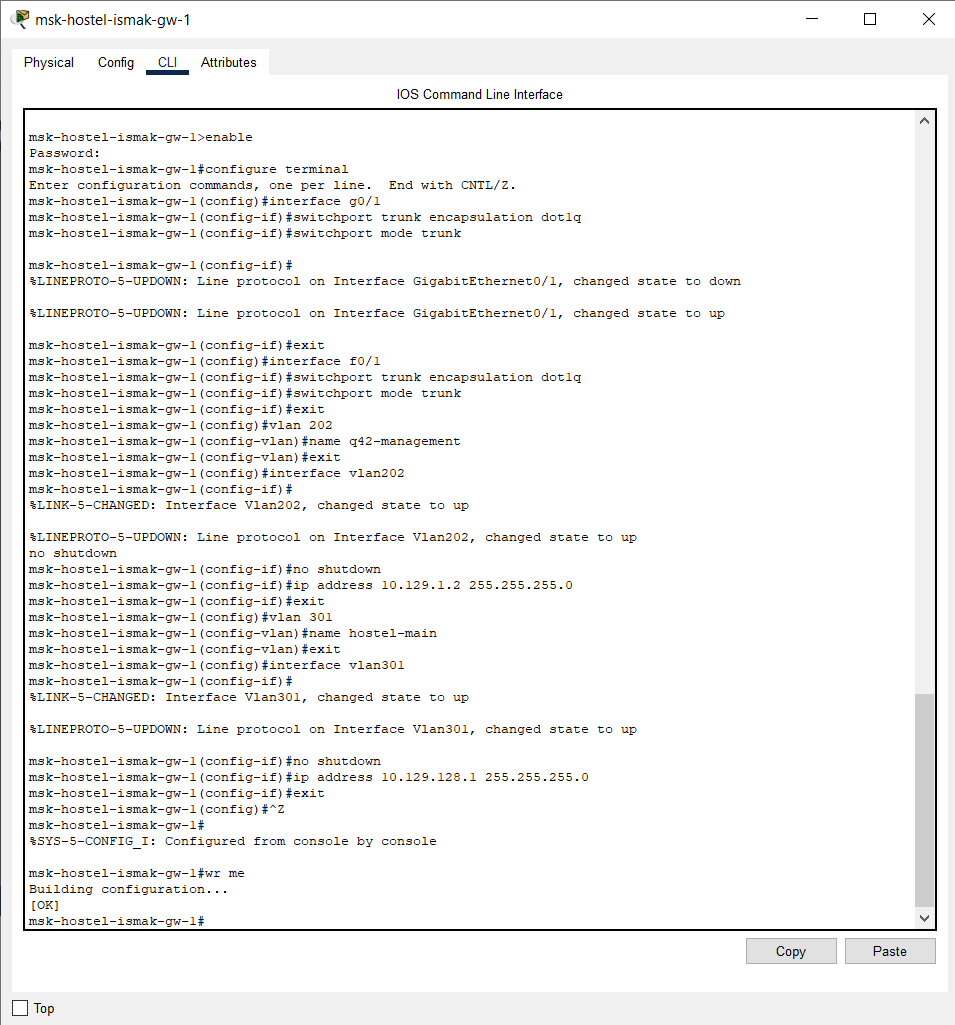 msk-hostel-ismak-gw-1
Physical Config CLI Attributes
IOS Command Line Interface
msk-hostel-ismak-gw-1>enable
Password:
msk-hostel-ismak-gw-1#configure terminal
Enter configuration commands, one per line.  End with CNTL/Z.
msk-hostel-ismak-gw-1(config)#interface g0/1
msk-hostel-ismak-gw-1(config-if)#switchport trunk encapsulation dot1q
msk-hostel-ismak-gw-1(config-if)#switchport mode trunk
msk-hostel-ismak-gw-1(config-if)#
%LINEPROTO-5-UPDOWN: Line protocol on Interface GigabitEthernet0/1, changed state to down
%LINEPROTO-5-UPDOWN: Line protocol on Interface GigabitEthernet0/1, changed state to up
msk-hostel-ismak-gw-1(config-if)#exit
msk-hostel-ismak-gw-1(config)#interface f0/1
msk-hostel-ismak-gw-1(config-if)#switchport trunk encapsulation dot1q
msk-hostel-ismak-gw-1(config-if)#switchport mode trunk
msk-hostel-ismak-gw-1(config-if)#exit
msk-hostel-ismak-gw-1(config)#vlan 202
msk-hostel-ismak-gw-1(config-vlan)#name q42-management
msk-hostel-ismak-gw-1(config-vlan)#exit
msk-hostel-ismak-gw-1(config)#interface vlan202
msk-hostel-ismak-gw-1(config-if)#
%LINK-5-CHANGED: Interface Vlan202, changed state to up
%LINEPROTO-5-UPDOWN: Line protocol on Interface Vlan202, changed state to up
no shutdown
msk-hostel-ismak-gw-1(config-if)#no shutdown
msk-hostel-ismak-gw-1(config-if)#ip address 10.129.1.2 255.255.255.0
msk-hostel-ismak-gw-1(config-if)#exit
msk-hostel-ismak-gw-1(config)#vlan 301
msk-hostel-ismak-gw-1(config-vlan)#name hostel-main
msk-hostel-ismak-gw-1(config-vlan)#exit
msk-hostel-ismak-gw-1(config)#interface vlan301
msk-hostel-ismak-gw-1(config-if)#
%LINK-5-CHANGED: Interface Vlan301, changed state to up
%LINEPROTO-5-UPDOWN: Line protocol on Interface Vlan301, changed state to up
msk-hostel-ismak-gw-1(config-if)#no shutdown
msk-hostel-ismak-gw-1(config-if)#ip address 10.129.128.1 255.255.255.0
msk-hostel-ismak-gw-1(config-if)#exit
msk-hostel-ismak-gw-1(config)#^Z
msk-hostel-ismak-gw-1#
%SYS-5-CONFIG_I: Configured from console by console
msk-hostel-ismak-gw-1#wr me
Building configuration...
[OK]
msk-hostel-ismak-gw-1#
Copy Paste
Top